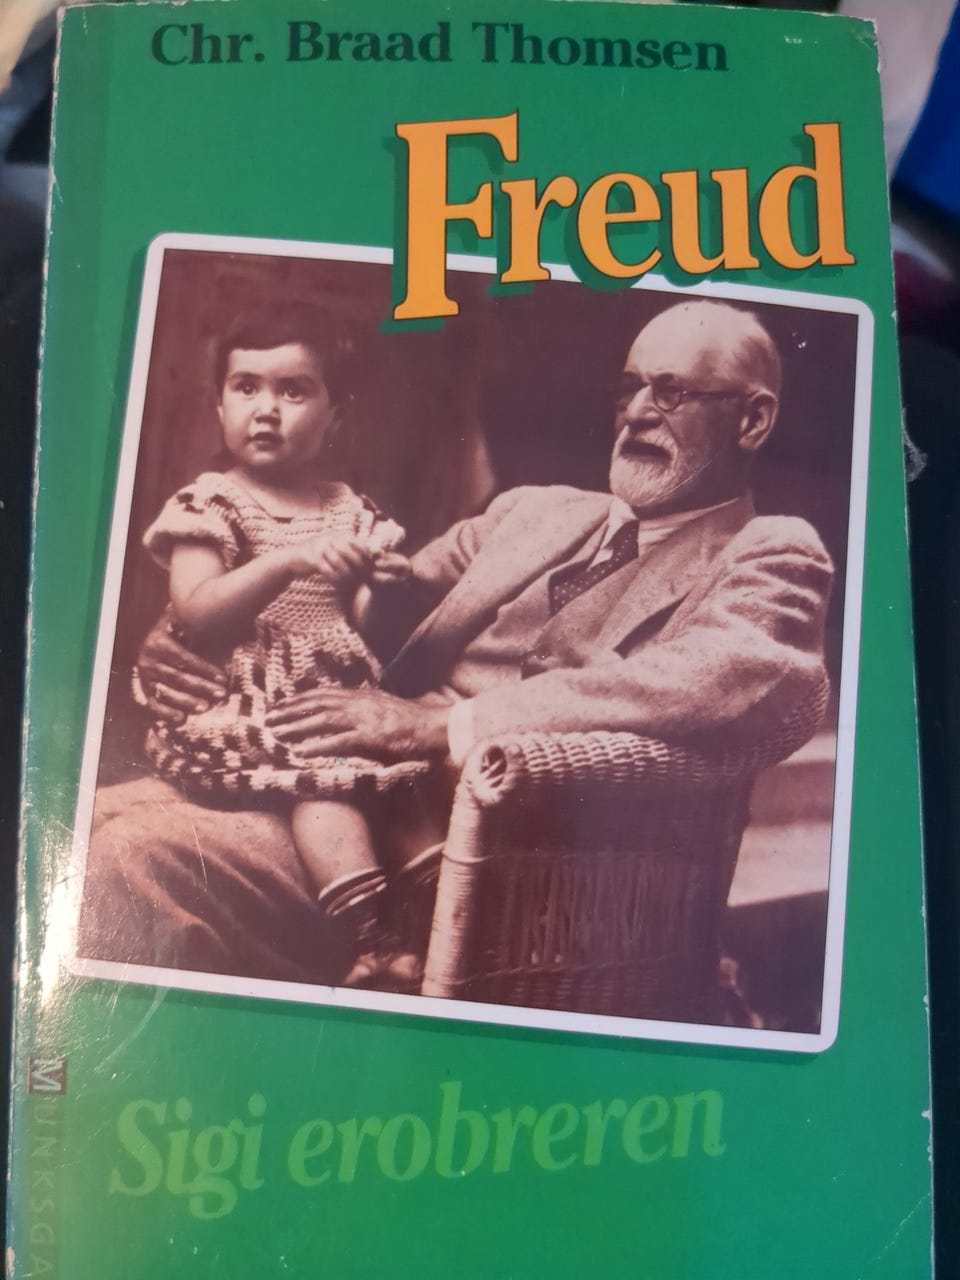 Chr. Braad Thomsen
Freud
Sigi erobreren
MUNKSGA